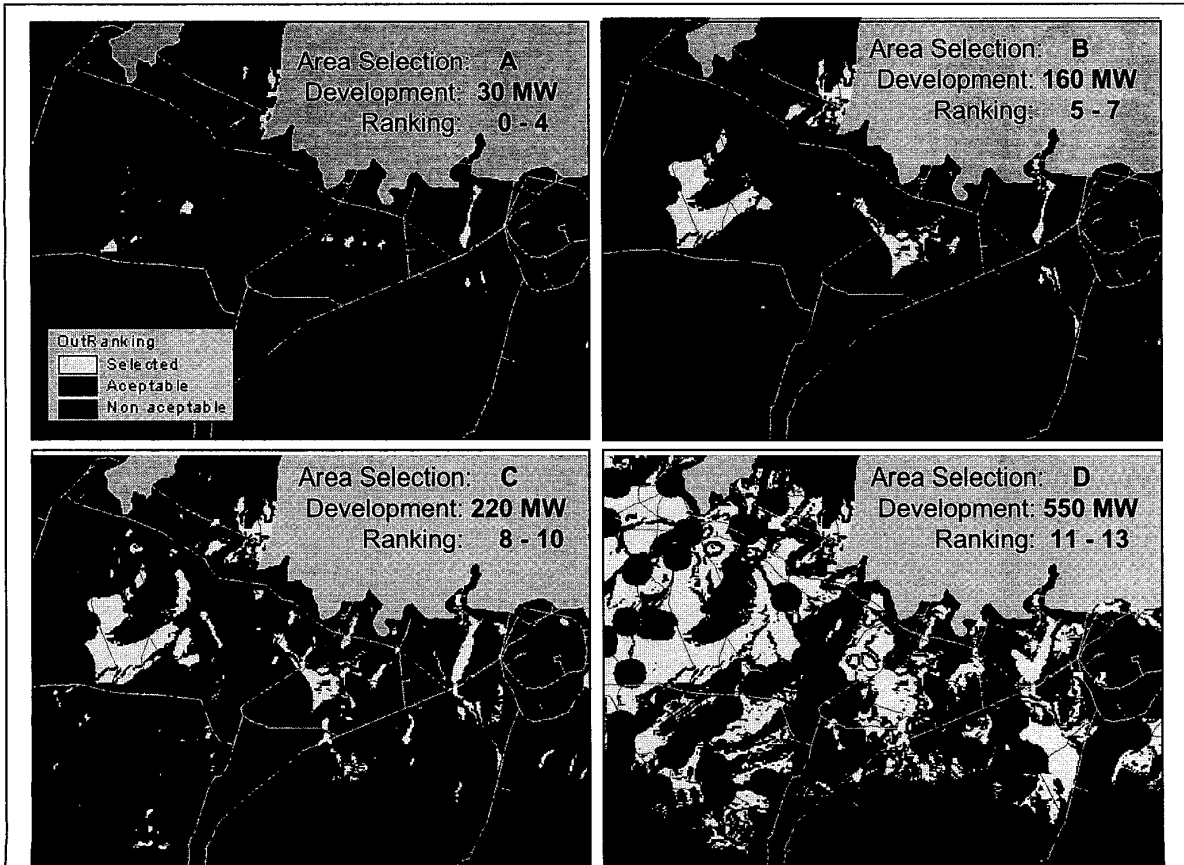 Area Selection: A
Development: 30 MW
Ranking: 0 - 4
OutRanking
Selected
Aceptable
Non aceptable
Area Selection: B
Development: 160 MW
Ranking: 5 - 7
Area Selection: C
Development: 220 MW
Ranking: 8 - 10
Area Selection: D
Development: 550 MW
Ranking: 11 - 13